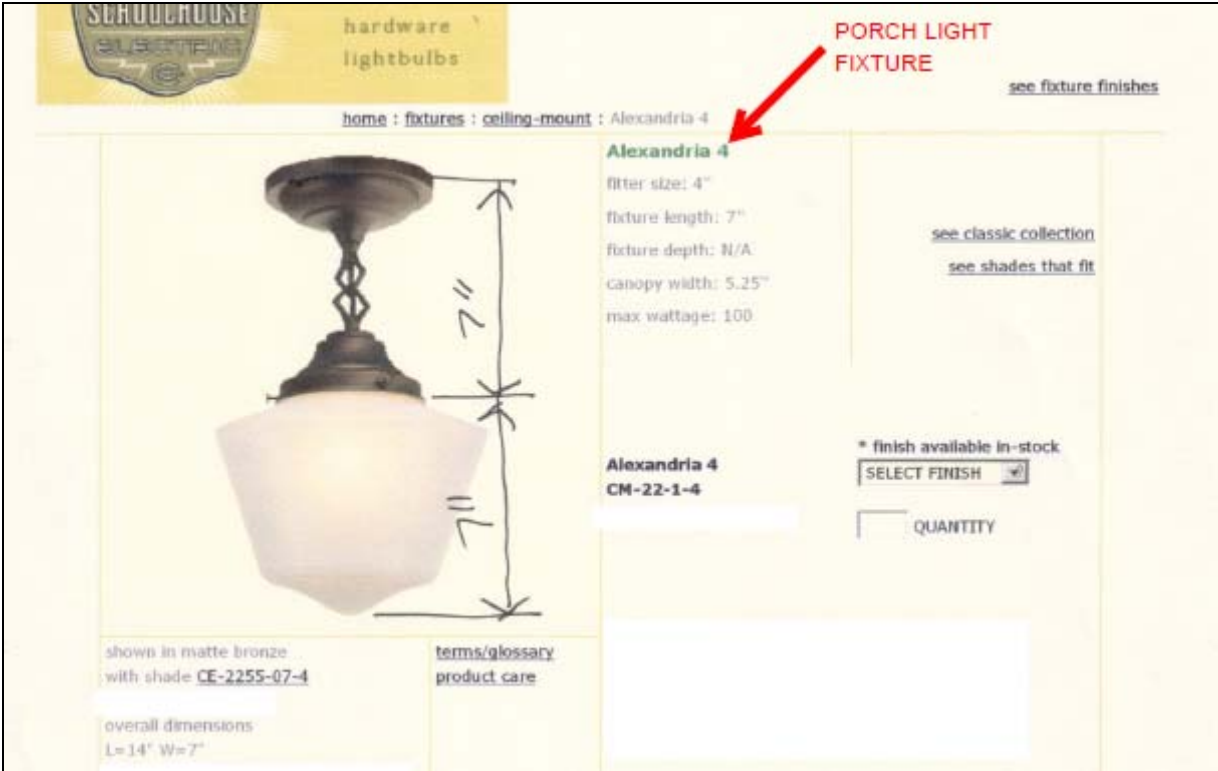 SCHOOLHOUSE
ELECTRIC
C
hardware
lightbulbs
PORCH LIGHT
FIXTURE
see fixture finishes
home : fixtures : ceiling-mount : Alexandria 4
Alexandria 4
fitter size: 4"
fixture length: 7"
fixture depth: N/A
canopy width: 5.25"
max wattage: 100
see classic collection
see shades that fit
7"
7"
Alexandria 4
CM-22-1-4
* finish available in-stock
SELECT FINISH
QUANTITY
shown in matte bronze
with shade CE-2255-07-4
terms/glossary
product care
overall dimensions
L=14" W=7"